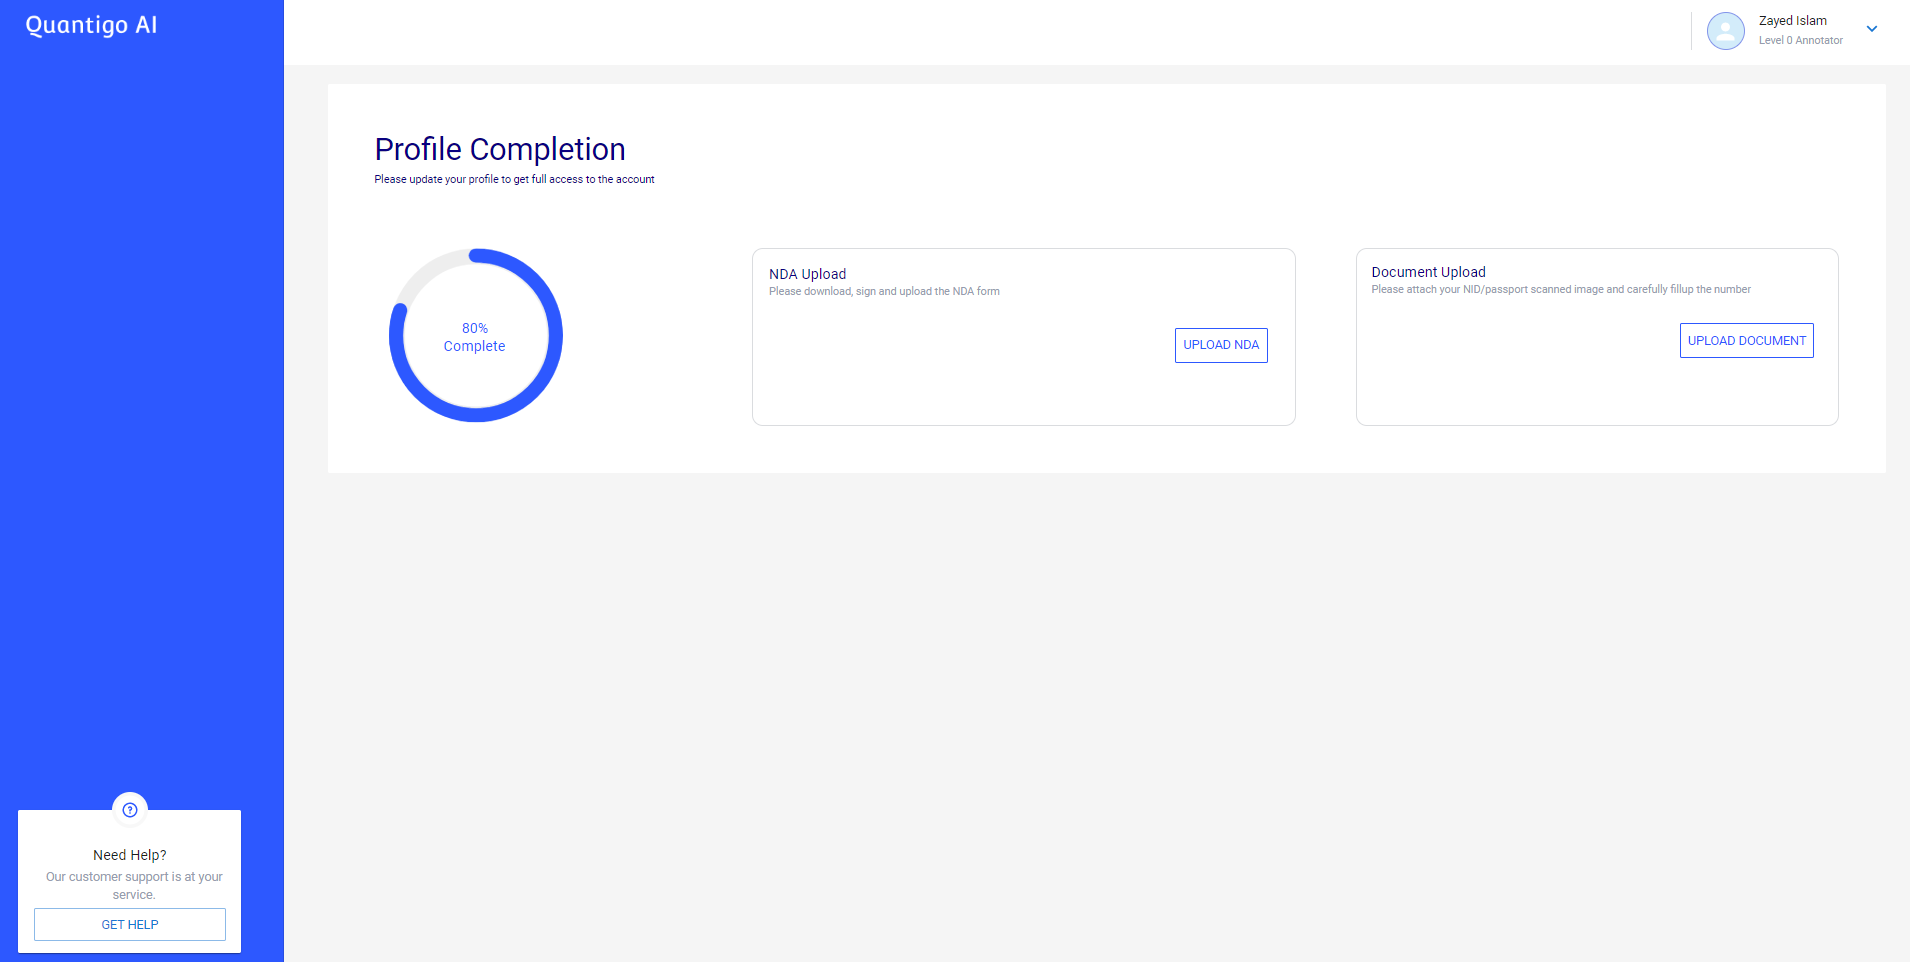 Quantigo AI
Zayed Islam
Level 0 Annotator
Profile Completion
Please update your profile to get full access to the account
80%
Complete
NDA Upload
Please download, sign and upload the NDA form
UPLOAD NDA
Document Upload
Please attach your NID/passport scanned image and carefully fillup the number
UPLOAD DOCUMENT
?
Need Help?
Our customer support is at your
service.
GET HELP